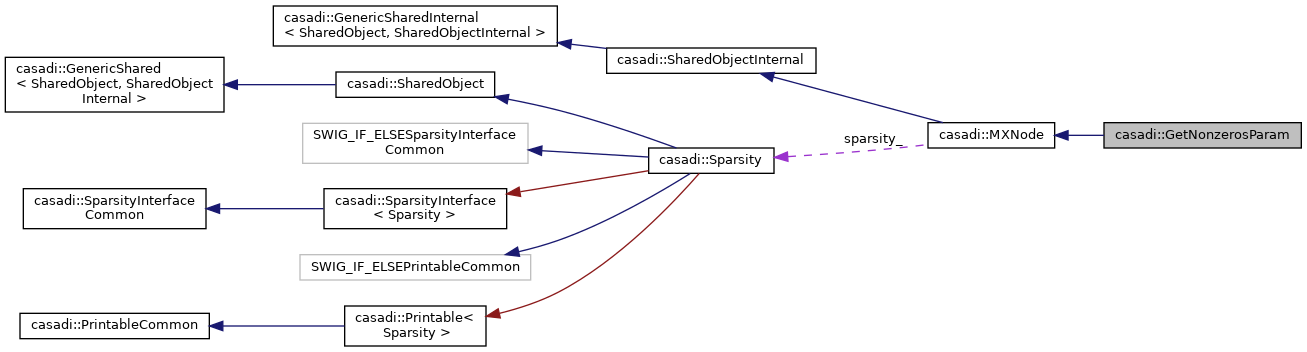 casadi::GenericSharedInternal
< SharedObject, SharedObjectInternal >
casadi::SharedObjectInternal
casadi::GenericShared
< SharedObject, SharedObject
Internal >
casadi::SharedObject
SWIG_IF_ELSESparsityInterface
Common
sparsity_
casadi::MXNode
casadi::GetNonzerosParam
casadi::Sparsity
casadi::SparsityInterface
Common
casadi::SparsityInterface
< Sparsity >
SWIG_IF_ELSEPrintableCommon
casadi::PrintableCommon
casadi::Printable<
Sparsity >